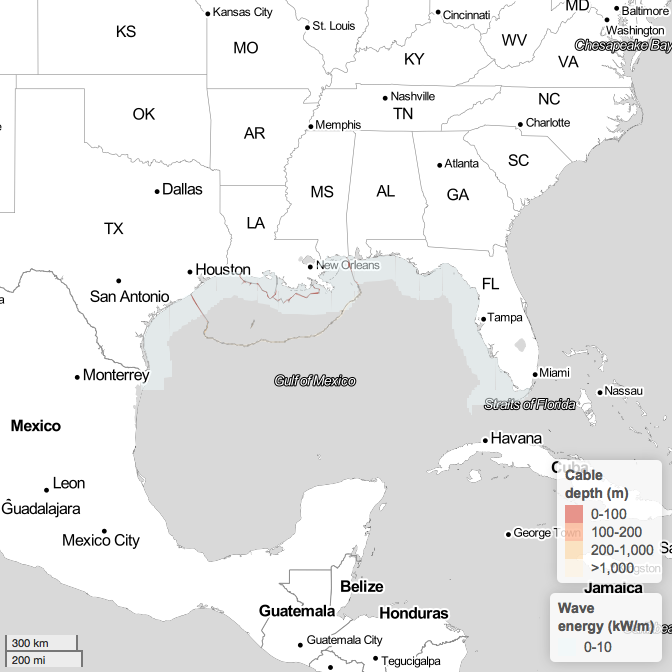 MD
Baltimore
Kansas City
Cincinnati
St. Louis
Washington
KS
MO
WV
Chesapeake Bay
KY
VA
Nashville
NC
OK
TN
Charlotte
AR
Memphis
Atlanta
SC
Dallas
MS
AL
GA
LA
TX
New Orleans
Houston
FL
San Antonio
Tampa
Monterrey
Gulf of Mexico
Miami
Nassau
Straits of Florida
Mexico
Havana
Cuba
Leon
Guadalajara
George Town
Mexico City
Belize
Jamaica
Guatemala
Honduras
Guatemala City
Tegucigalpa
Cable
depth (m)
0-100
100-200
200-1,000
>1,000
Wave
energy (kW/m)
0-10
300 km
200 mi